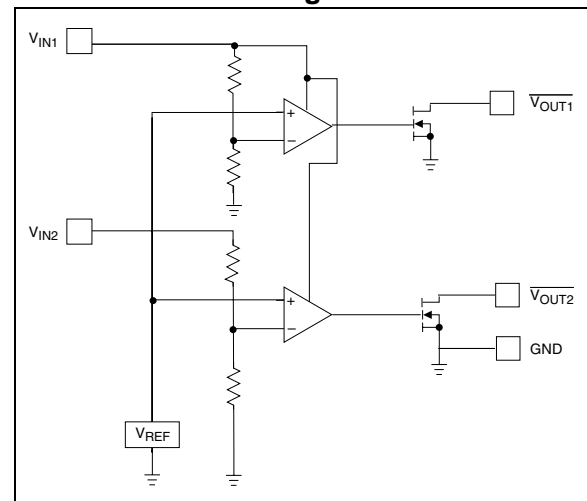 V_IN1
V_OUT1
+
−
V_IN2
V_OUT2
+
−
GND
V_REF